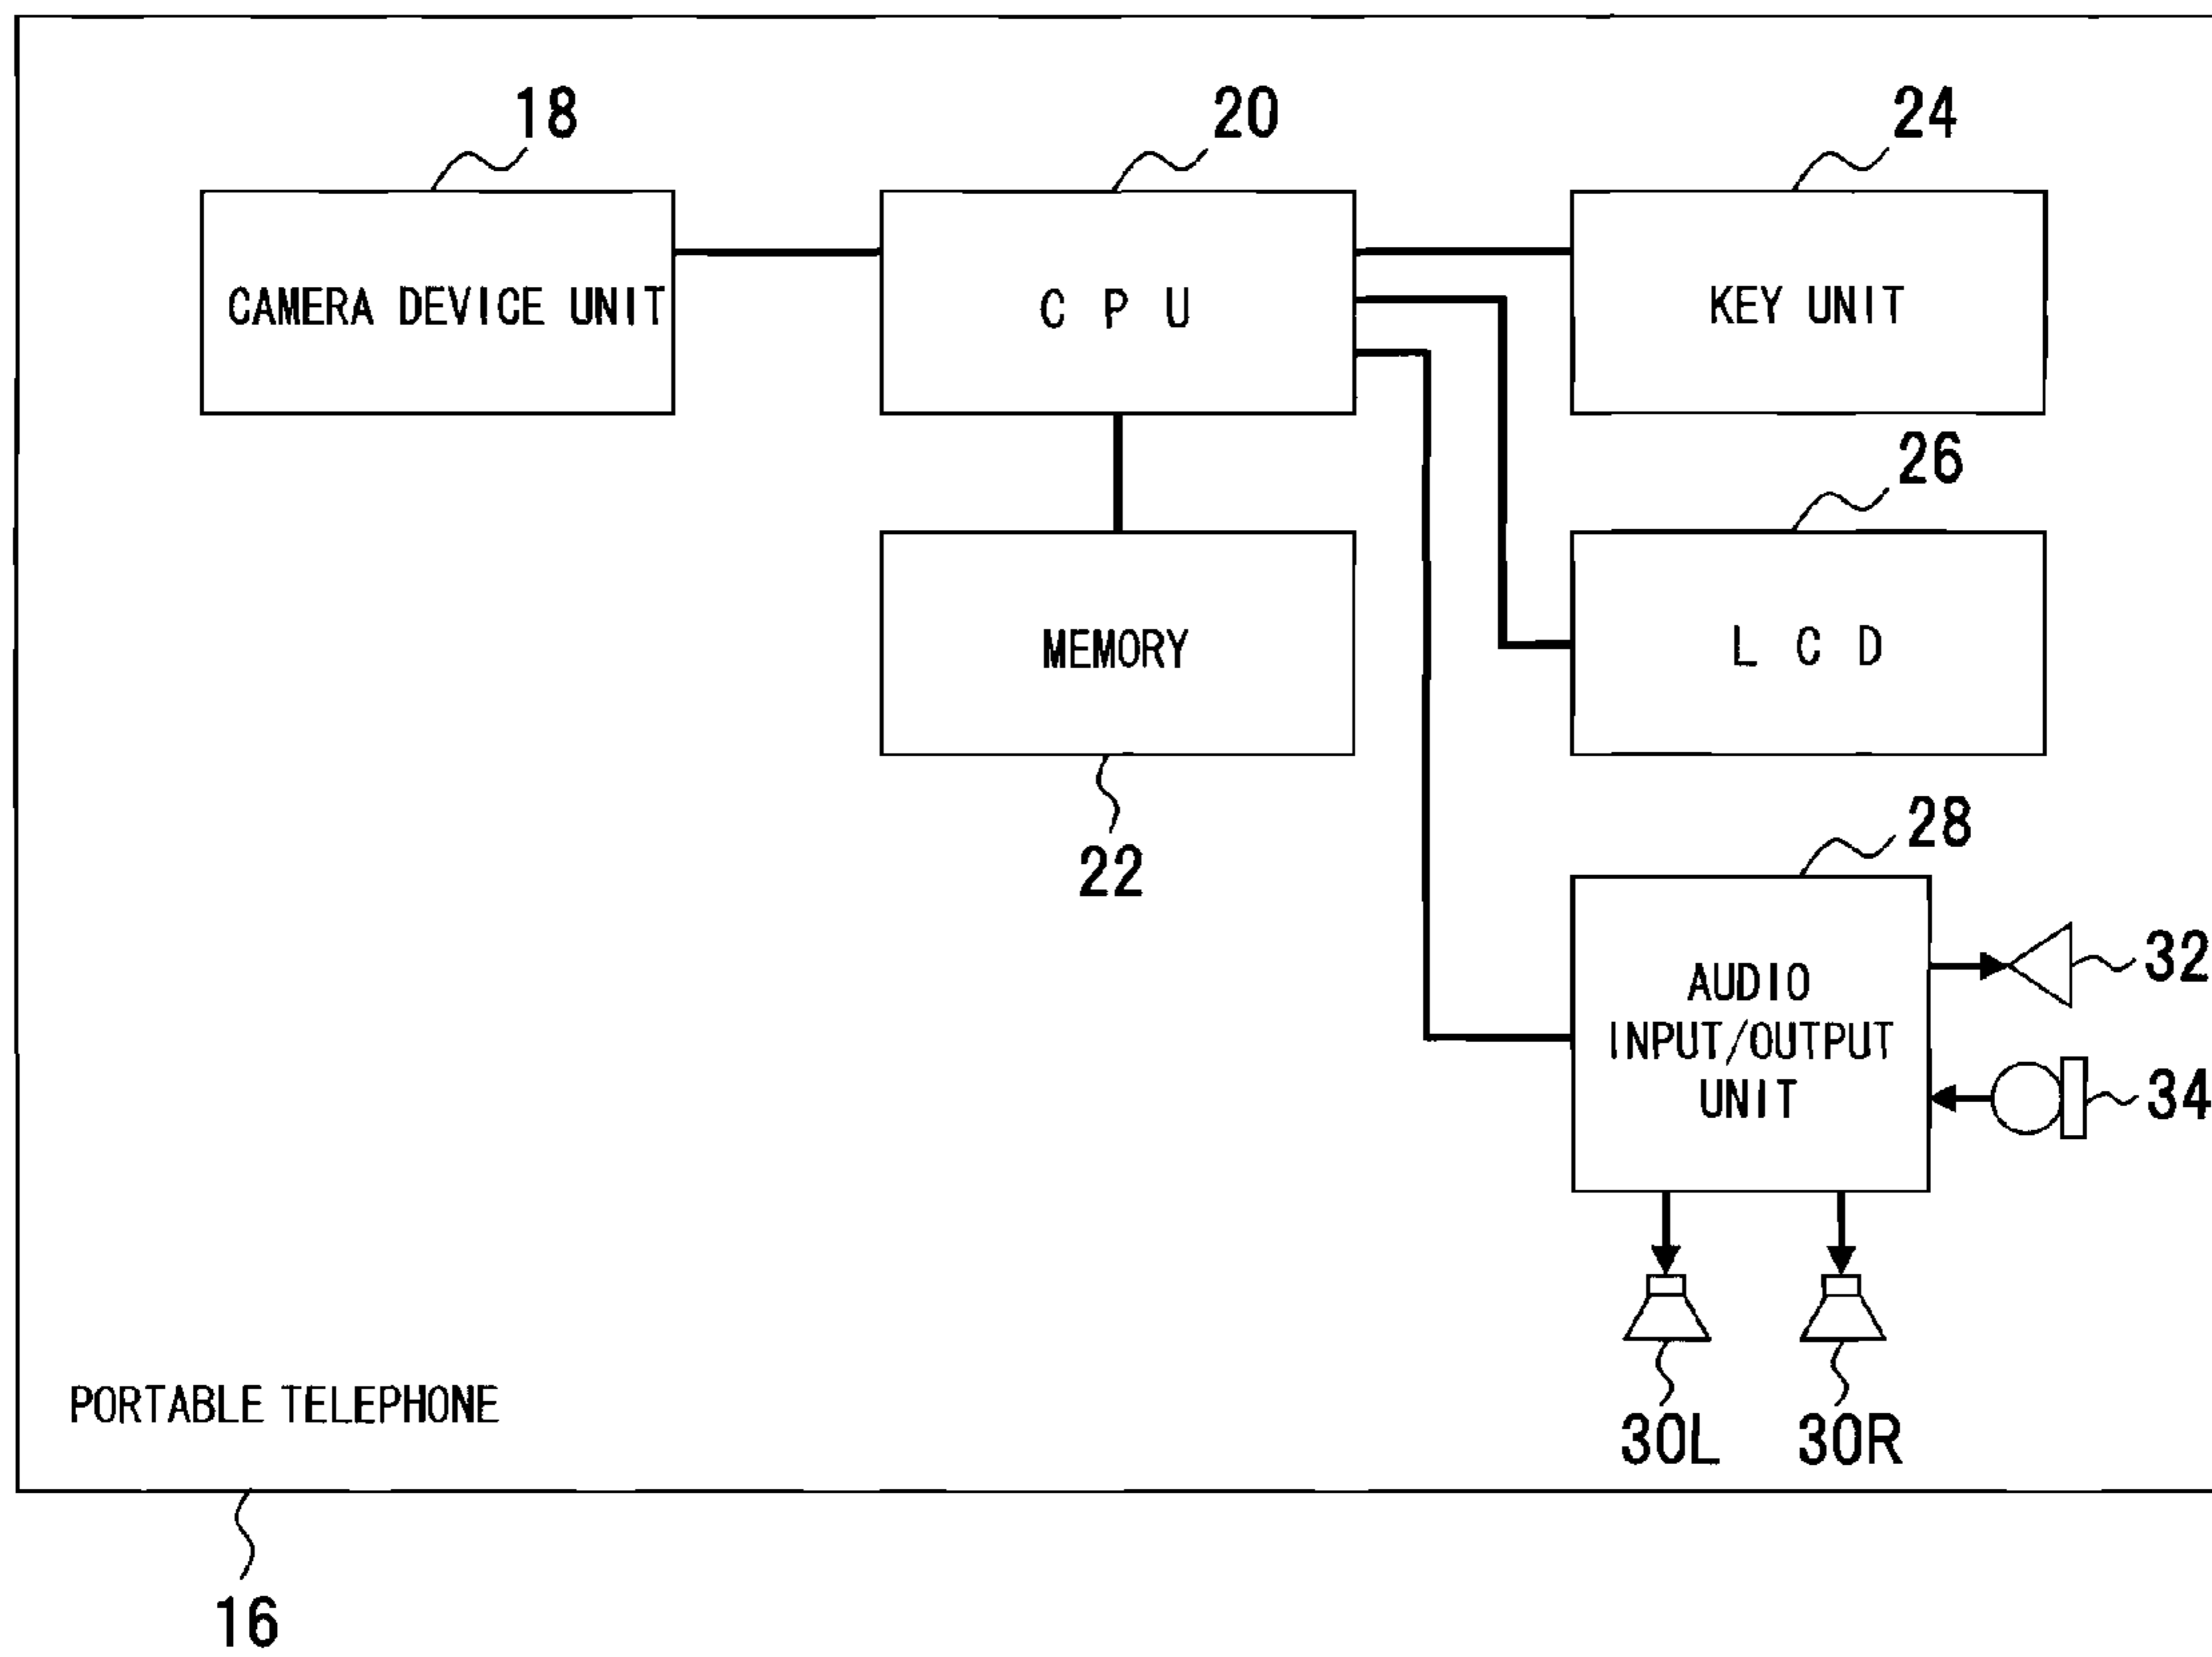 18
20
24
CAMERA DEVICE UNIT
C P U
KEY UNIT
26
MEMORY
L C D
28
22
32
AUDIO
INPUT/OUTPUT
UNIT
34
PORTABLE TELEPHONE
30L
30R
16